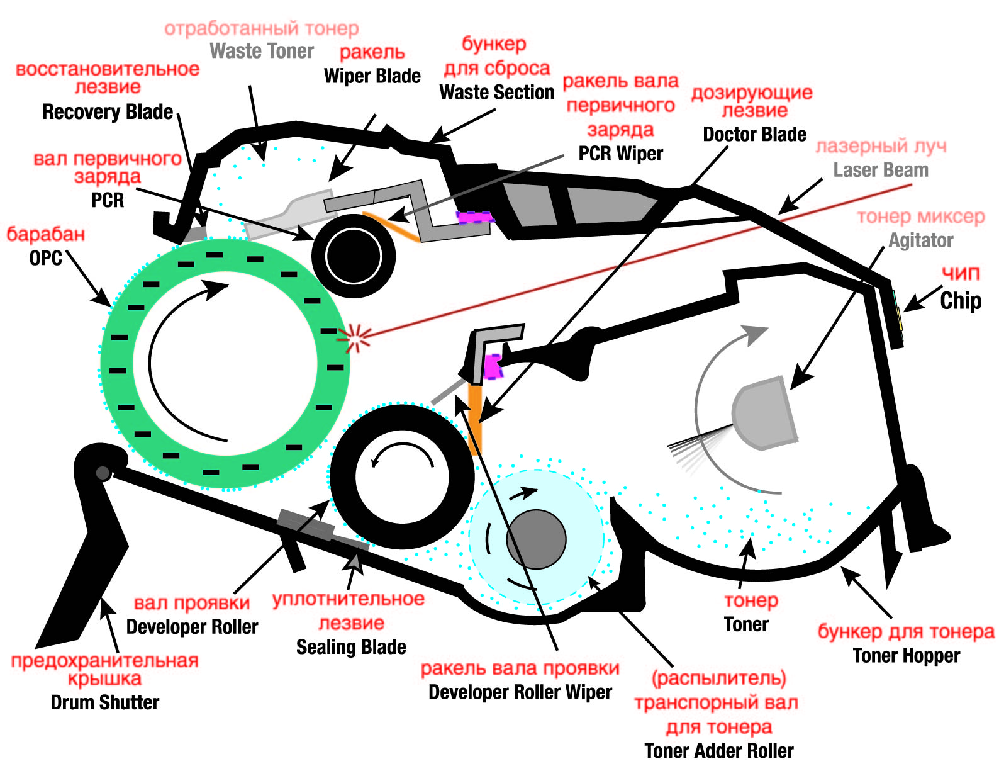 отработанный тонер
Waste Toner
ракель
Wiper Blade
бункер
для сброса
Waste Section
восстановительное
лезвие
Recovery Blade
ракель вала
первичного
заряда
PCR Wiper
дозирующие
лезвие
Doctor Blade
лазерный луч
Laser Beam
вал первичного
заряда
PCR
тонер миксер
Agitator
барабан
OPC
чип
Chip
вал проявки
Developer Roller
уплотнительное
лезвие
Sealing Blade
тонер
Toner
бункер для тонера
Toner Hopper
предохранительная
крышка
Drum Shutter
ракель вала проявки
Developer Roller Wiper
(распылитель)
транспорный вал
для тонера
Toner Adder Roller